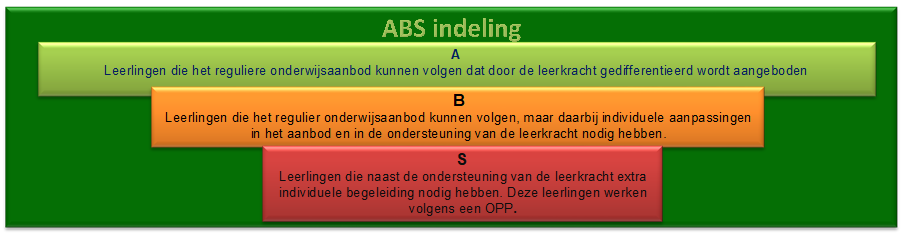 ABS indeling
A
Leerlingen die het reguliere onderwijsaanbod kunnen volgen dat door de leerkracht gedifferentieerd wordt aangeboden
B
Leerlingen die het regulier onderwijsaanbod kunnen volgen, maar daarbij individuele aanpassingen
in het aanbod en in de ondersteuning van de leerkracht nodig hebben.
S
Leerlingen die naast de ondersteuning van de leerkracht extra
individuele begeleiding nodig hebben. Deze leerlingen werken
volgens een OPP.